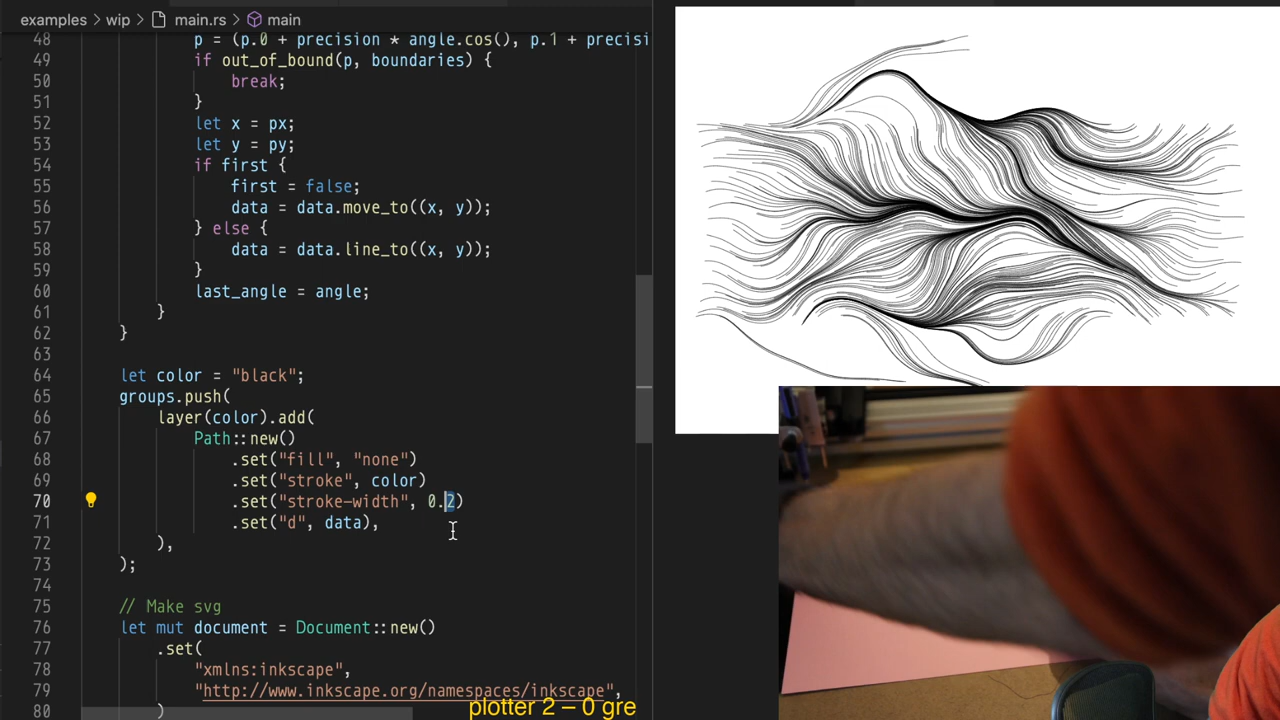 examples > wip > main.rs > main
48 p = (p.0 + precision * angle.cos(), p.1 + precisi
49 if out_of_bound(p, boundaries) {
50 break;
51 }
52 let x = px;
53 let y = py;
54 if first {
55 first = false;
56 data = data.move_to((x, y));
57 } else {
58 data = data.line_to((x, y));
59 }
60 last_angle = angle;
61 }
62 }
63
64 let color = "black";
65 groups.push(
66 layer(color).add(
67 Path::new()
68 .set("fill", "none")
69 .set("stroke", color)
70 .set("stroke-width", 0.2)
71 .set("d", data),
72 ),
73 );
74
75 // Make svg
76 let mut document = Document::new()
77 .set(
78 "xmlns:inkscape",
79 "http://www.inkscape.org/namespaces/inkscape",
80 )
plotter 2 – 0 gre